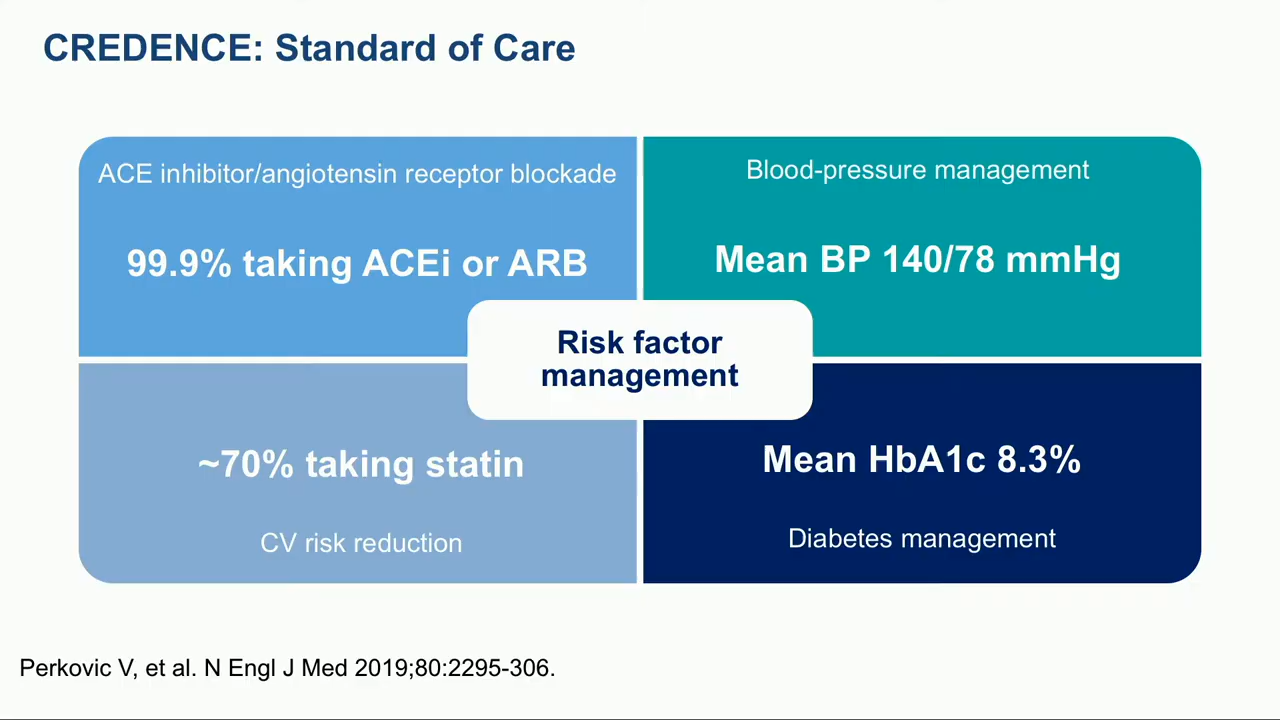 CREDENCE: Standard of Care
ACE inhibitor/angiotensin receptor blockade
99.9% taking ACEi or ARB
Blood-pressure management
Mean BP 140/78 mmHg
Risk factor
management
~70% taking statin
CV risk reduction
Mean HbA1c 8.3%
Diabetes management
Perkovic V, et al. N Engl J Med 2019;80:2295-306.